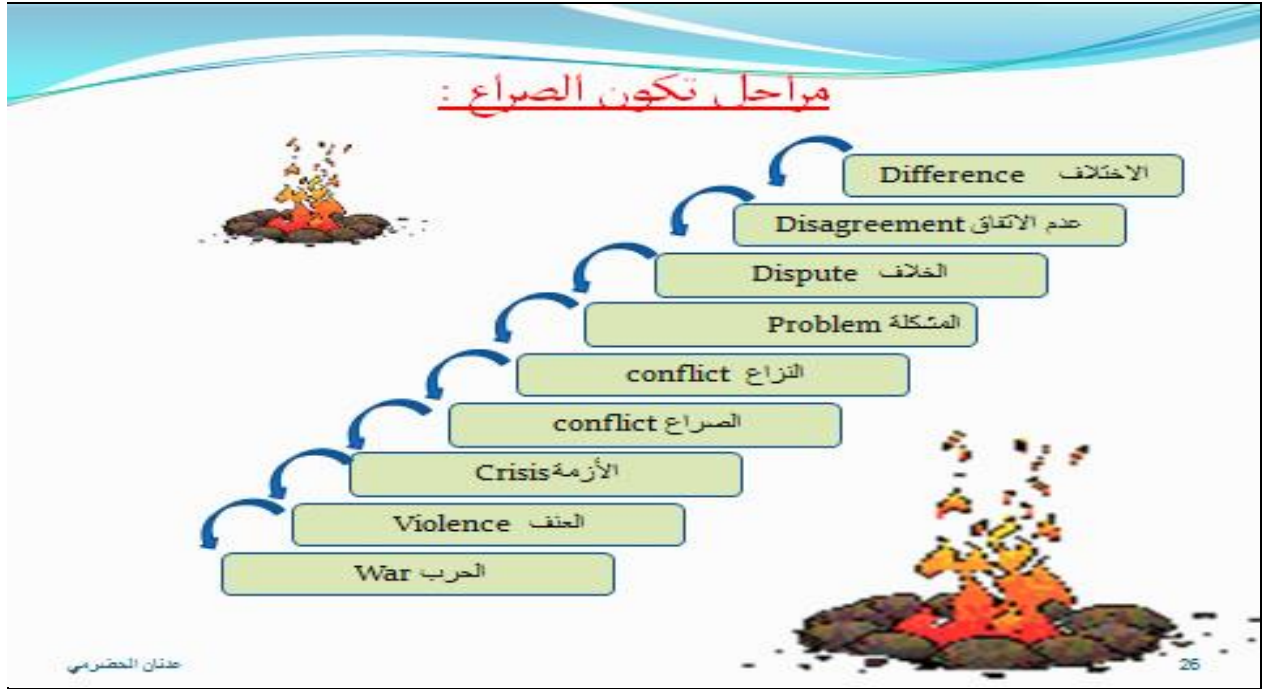 مراحل تكون الصراع :
الاختلاف Difference
عدم الاتفاق Disagreement
الخلاف Dispute
المشكلة Problem
النزاع conflict
الصراع conflict
الأزمة Crisis
العنف Violence
الحرب War
عدنان الحضرمي
26